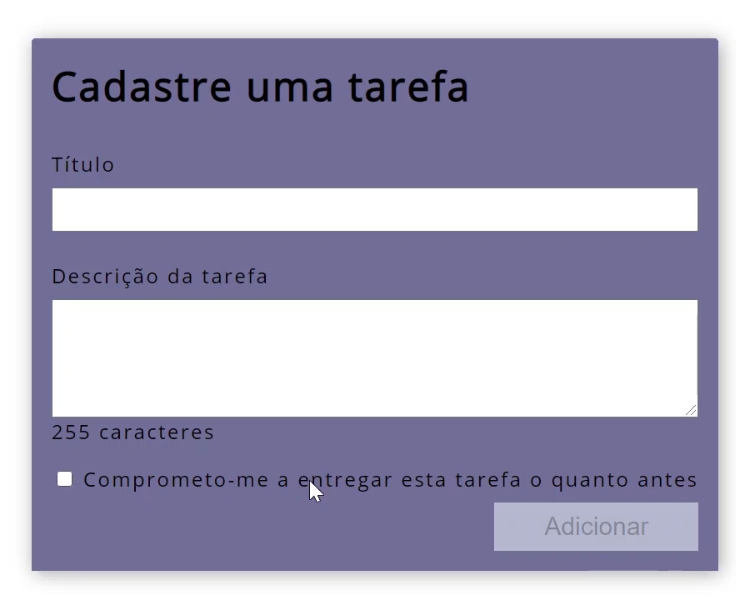 Cadastre uma tarefa
Título
Descrição da tarefa
255 caracteres
Comprometo-me a entregar esta tarefa o quanto antes
Adicionar